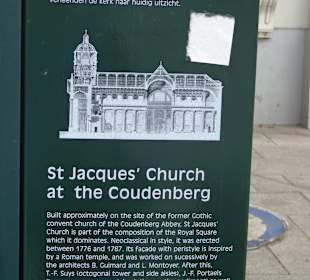 vereenden de kerk haar huidig uitzicht.
St Jacques' Church
at the Coudenberg
Built approximately on the site of the Former Gothic
convent church of the Coudenberg Abbey, St Jacques'
Church is part of the composition of the Royal Square
which it dominates. Neoclassical in style, it was erected
between 1776 and 1787. Its facade with peristyle is inspired
by a Roman temple, and was worked on sucessively by
the architects B. Guimard and L. Montoyer. After this,
T.-F. Suys (octogonal tower and side aisles), J.-F. Portaels